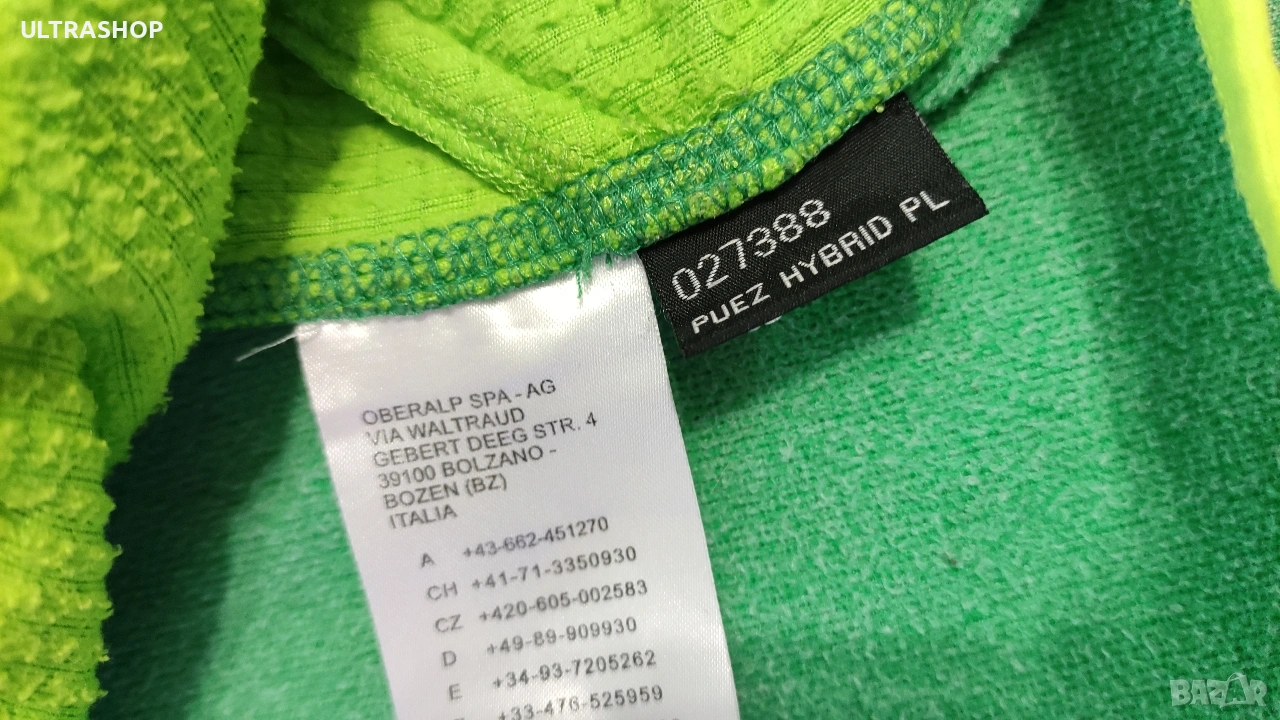 ULTRASHOP
027388
PUEZ HYBRID PL
OBERALP SPA - AG
VIA WALTRAUD
GEBERT DEEG STR. 4
39100 BOLZANO -
BOZEN (BZ)
ITALIA
A +43-662-451270
CH +41-71-3350930
CZ +420-605-002583
D +49-89-909930
E +34-93-7205262
+33-476-525959
BAZAR